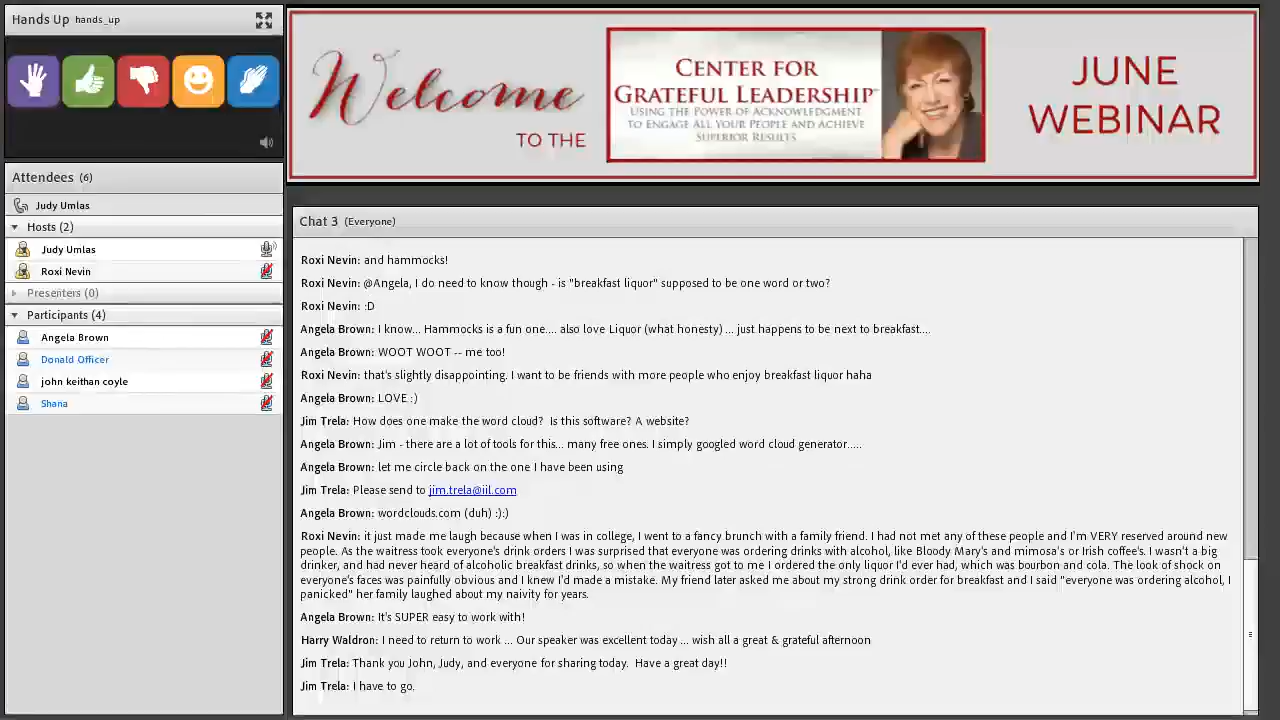 Hands Up hands_up
Attendees (6)
Judy Umlas
Hosts (2)
Judy Umlas
Roxi Nevin
Presenters (0)
Participants (4)
Angela Brown
Donald Officer
john keithan coyle
Shana
Welcome
TO THE
CENTER FOR
GRATEFUL LEADERSHIP
USING THE POWER OF ACKNOWLEDGMENT
TO ENGAGE ALL YOUR PEOPLE AND ACHIEVE
SUPERIOR RESULTS
JUNE
WEBINAR
Chat 3 (Everyone)
Roxi Nevin: and hammocks!
Roxi Nevin: @Angela, I do need to know though - is "breakfast liquor" supposed to be one word or two?
Roxi Nevin: :D
Angela Brown: I know... Hammocks is a fun one.... also love Liquor (what honesty) ... just happens to be next to breakfast....
Angela Brown: WOOT WOOT -- me too!
Roxi Nevin: that's slightly disappointing. I want to be friends with more people who enjoy breakfast liquor haha
Angela Brown: LOVE :)
Jim Trela: How does one make the word cloud?  Is this software? A website?
Angela Brown: Jim - there are a lot of tools for this... many free ones. I simply googled word cloud generator.....
Angela Brown: let me circle back on the one I have been using
Jim Trela: Please send to jim.trela@iil.com
Angela Brown: wordclouds.com (duh) :):)
Roxi Nevin: it just made me laugh because when I was in college, I went to a fancy brunch with a family friend. I had not met any of these people and I'm VERY reserved around new
people. As the waitress took everyone's drink orders I was surprised that everyone was ordering drinks with alcohol, like Bloody Mary's and mimosa's or Irish coffee's. I wasn't a big
drinker, and had never heard of alcoholic breakfast drinks, so when the waitress got to me I ordered the only liquor I'd ever had, which was bourbon and cola. The look of shock on
everyone's faces was painfully obvious and I knew I'd made a mistake. My friend later asked me about my strong drink order for breakfast and I said "everyone was ordering alcohol, I
panicked" her family laughed about my naivity for years.
Angela Brown: It's SUPER easy to work with!
Harry Waldron: I need to return to work ... Our speaker was excellent today ... wish all a great & grateful afternoon
Jim Trela: Thank you John, Judy, and everyone for sharing today.  Have a great day!!
Jim Trela: I have to go.